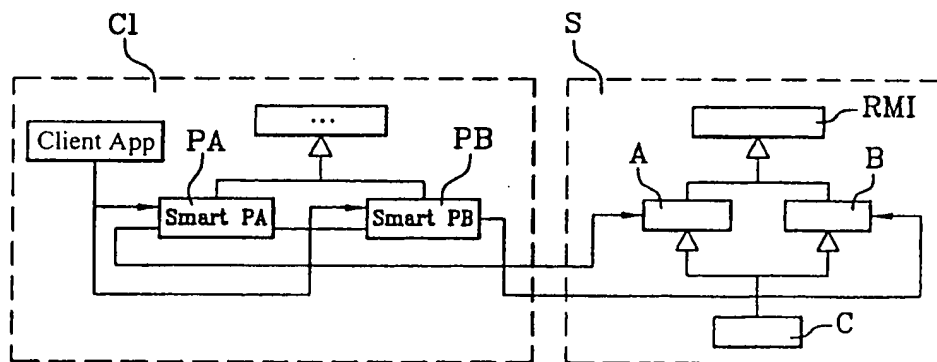 Cl
S
...
RMI
Client App
PA
PB
A
B
Smart PA
Smart PB
C